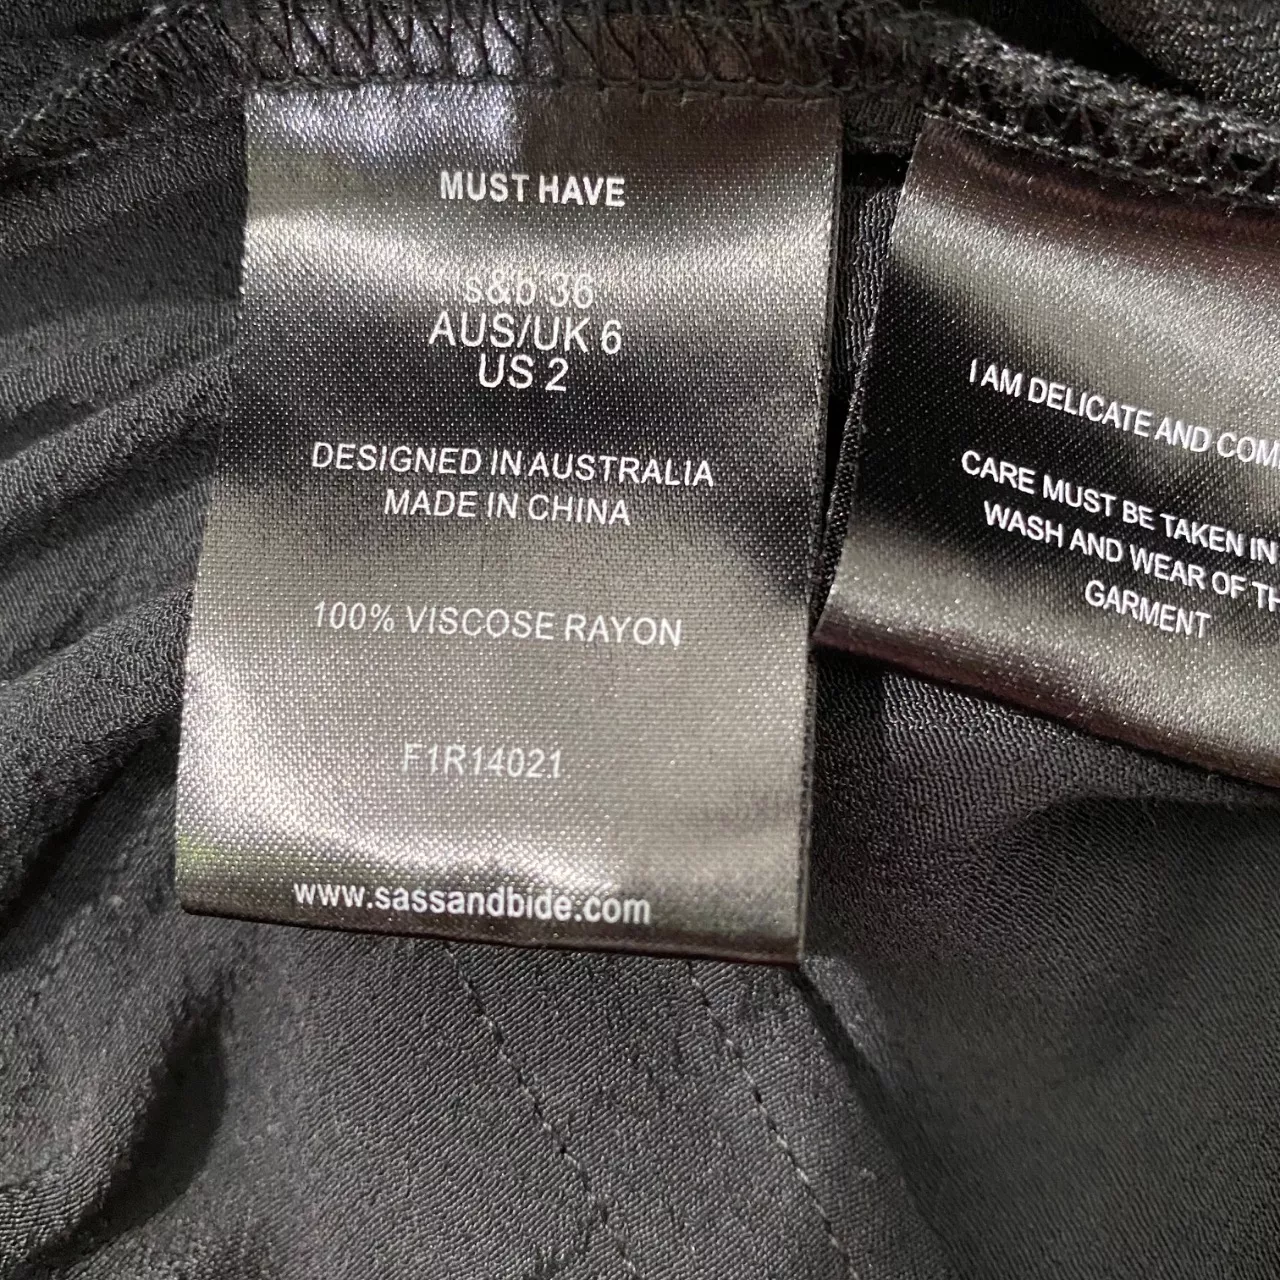 MUST HAVE
s&b 36
AUS/UK 6
US 2
DESIGNED IN AUSTRALIA
MADE IN CHINA
100% VISCOSE RAYON
F1R14021
www.sassandbide.com
I AM DELICATE AND COM
CARE MUST BE TAKEN IN
WASH AND WEAR OF TH
GARMENT